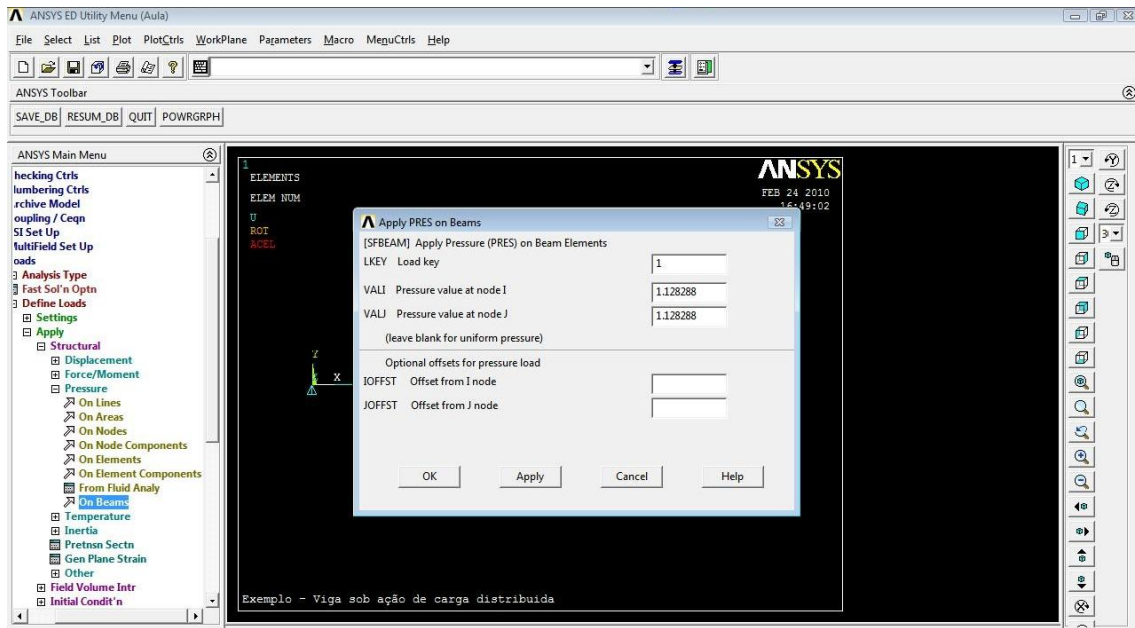 ANSYS ED Utility Menu (Aula)
File Select List Plot PlotCtrls WorkPlane Parameters Macro MenuCtrls Help
ANSYS Toolbar
SAVE_DB RESUM_DB QUIT POWRGRPH
ANSYS Main Menu
hecking Ctrls
lumbering Ctrls
rchive Model
oupling / Ceqn
SI Set Up
MultiField Set Up
oads
Analysis Type
Fast Sol'n Optn
Define Loads
Settings
Apply
Structural
Displacement
Force/Moment
Pressure
On Lines
On Areas
On Nodes
On Node Components
On Elements
On Element Components
From Fluid Analy
On Beams
Temperature
Inertia
Pretnsn Sectn
Gen Plane Strain
Other
Field Volume Intr
Initial Condit'n
1
ELEMENTS
ELEM NUM
U
ROT
ACEL
ANSYS
FEB 24 2010
16:49:02
Y
X
Apply PRES on Beams
[SFBEAM] Apply Pressure (PRES) on Beam Elements
LKEY Load key 1
VALI Pressure value at node I 1.128288
VALJ Pressure value at node J 1.128288
(leave blank for uniform pressure)
Optional offsets for pressure load
IOFFST Offset from I node
JOFFST Offset from J node
OK Apply Cancel Help
Exemplo - Viga sob ação de carga distribuida
1
3